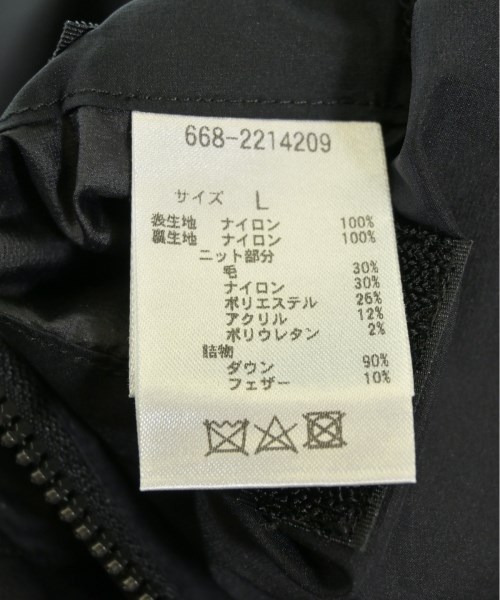 668-2214209
サイズ L
表生地 ナイロン 100%
裏生地 ナイロン 100%
ニット部分
毛 30%
ナイロン 30%
ポリエステル 26%
アクリル 12%
ポリウレタン 2%
詰物
ダウン 90%
フェザー 10%